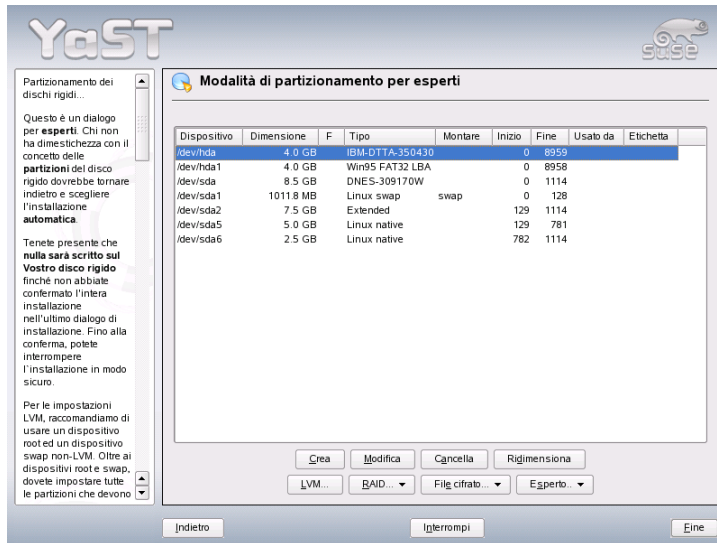 YaST
SUSE
Partizionamento dei
dischi rigidi...
Questo è un dialogo
per esperti. Chi non
ha dimestichezza con il
concetto delle
partizioni del disco
rigido dovrebbe tornare
indietro e scegliere
l'installazione
automatica.
Tenete presente che
nulla sarà scritto sul
Vostro disco rigido
finché non abbiate
confermato l'intera
installazione
nell'ultimo dialogo di
installazione. Fino alla
conferma, potete
interrompere
l'installazione in modo
sicuro.
Per le impostazioni
LVM, raccomandiamo di
usare un dispositivo
root ed un dispositivo
swap non-LVM. Oltre ai
dispositivi root e swap,
dovete impostare tutte
le partizioni che devono
Modalità di partizionamento per esperti
Dispositivo Dimensione F Tipo Montare Inizio Fine Usato da Etichetta
/dev/hda 4.0 GB IBM-DTTA-350430 0 8959
/dev/hda1 4.0 GB Win95 FAT32 LBA 0 8958
/dev/sda 8.5 GB DNES-309170W 0 1114
/dev/sda1 1011.8 MB Linux swap swap 0 128
/dev/sda2 7.5 GB Extended 129 1114
/dev/sda5 5.0 GB Linux native 129 781
/dev/sda6 2.5 GB Linux native 782 1114
Crea Modifica Cancella Ridimensiona
LVM... RAID... File cifrato... Esperto..
Indietro Interrompi Fine